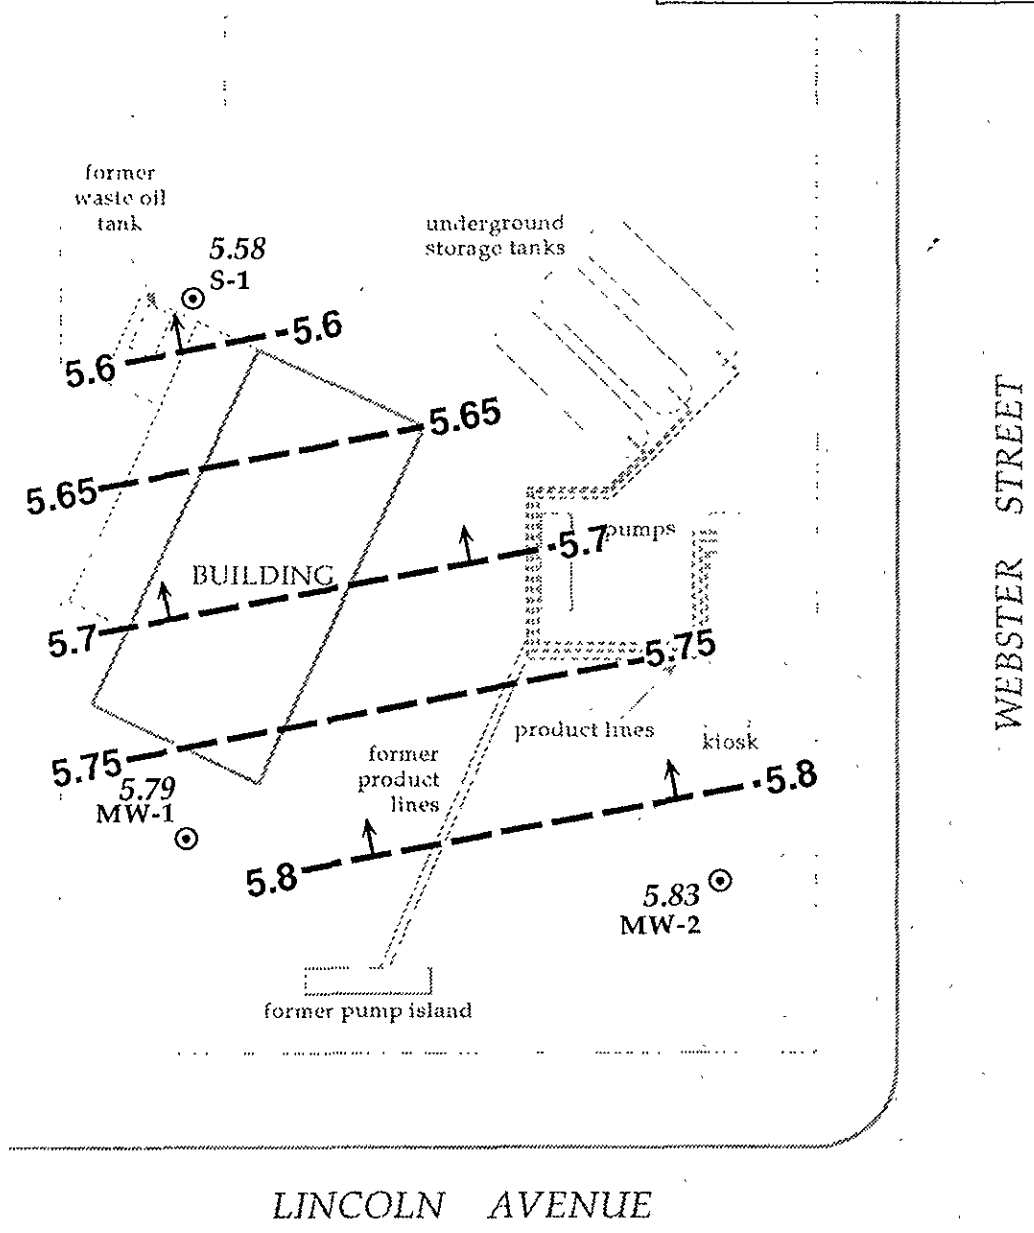 former
waste oil
tank
5.58
S-1
underground
storage tanks
5.6
5.6
5.65
5.65
pumps
5.7
BUILDING
5.7
5.75
product lines
kiosk
5.75
5.79
MW-1
former
product
lines
5.8
5.8
5.83
MW-2
former pump island
WEBSTER STREET
LINCOLN AVENUE